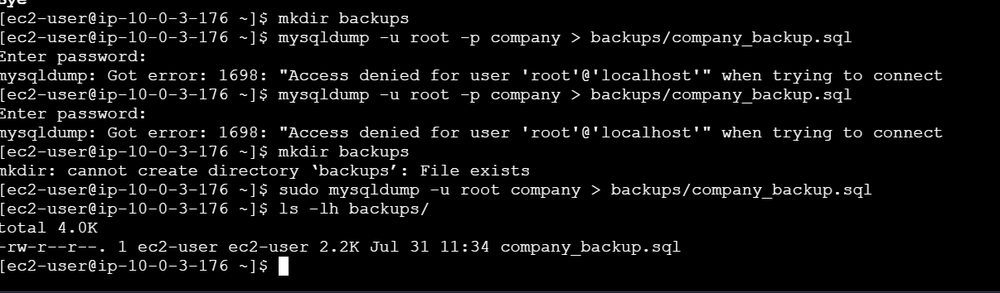 Bye
[ec2-user@ip-10-0-3-176 ~]$ mkdir backups
[ec2-user@ip-10-0-3-176 ~]$ mysqldump -u root -p company > backups/company_backup.sql
Enter password:
mysqldump: Got error: 1698: "Access denied for user 'root'@'localhost'" when trying to connect
[ec2-user@ip-10-0-3-176 ~]$ mysqldump -u root -p company > backups/company_backup.sql
Enter password:
mysqldump: Got error: 1698: "Access denied for user 'root'@'localhost'" when trying to connect
[ec2-user@ip-10-0-3-176 ~]$ mkdir backups
mkdir: cannot create directory ‘backups’: File exists
[ec2-user@ip-10-0-3-176 ~]$ sudo mysqldump -u root company > backups/company_backup.sql
[ec2-user@ip-10-0-3-176 ~]$ ls -lh backups/
total 4.0K
-rw-r--r--. 1 ec2-user ec2-user 2.2K Jul 31 11:34 company_backup.sql
[ec2-user@ip-10-0-3-176 ~]$